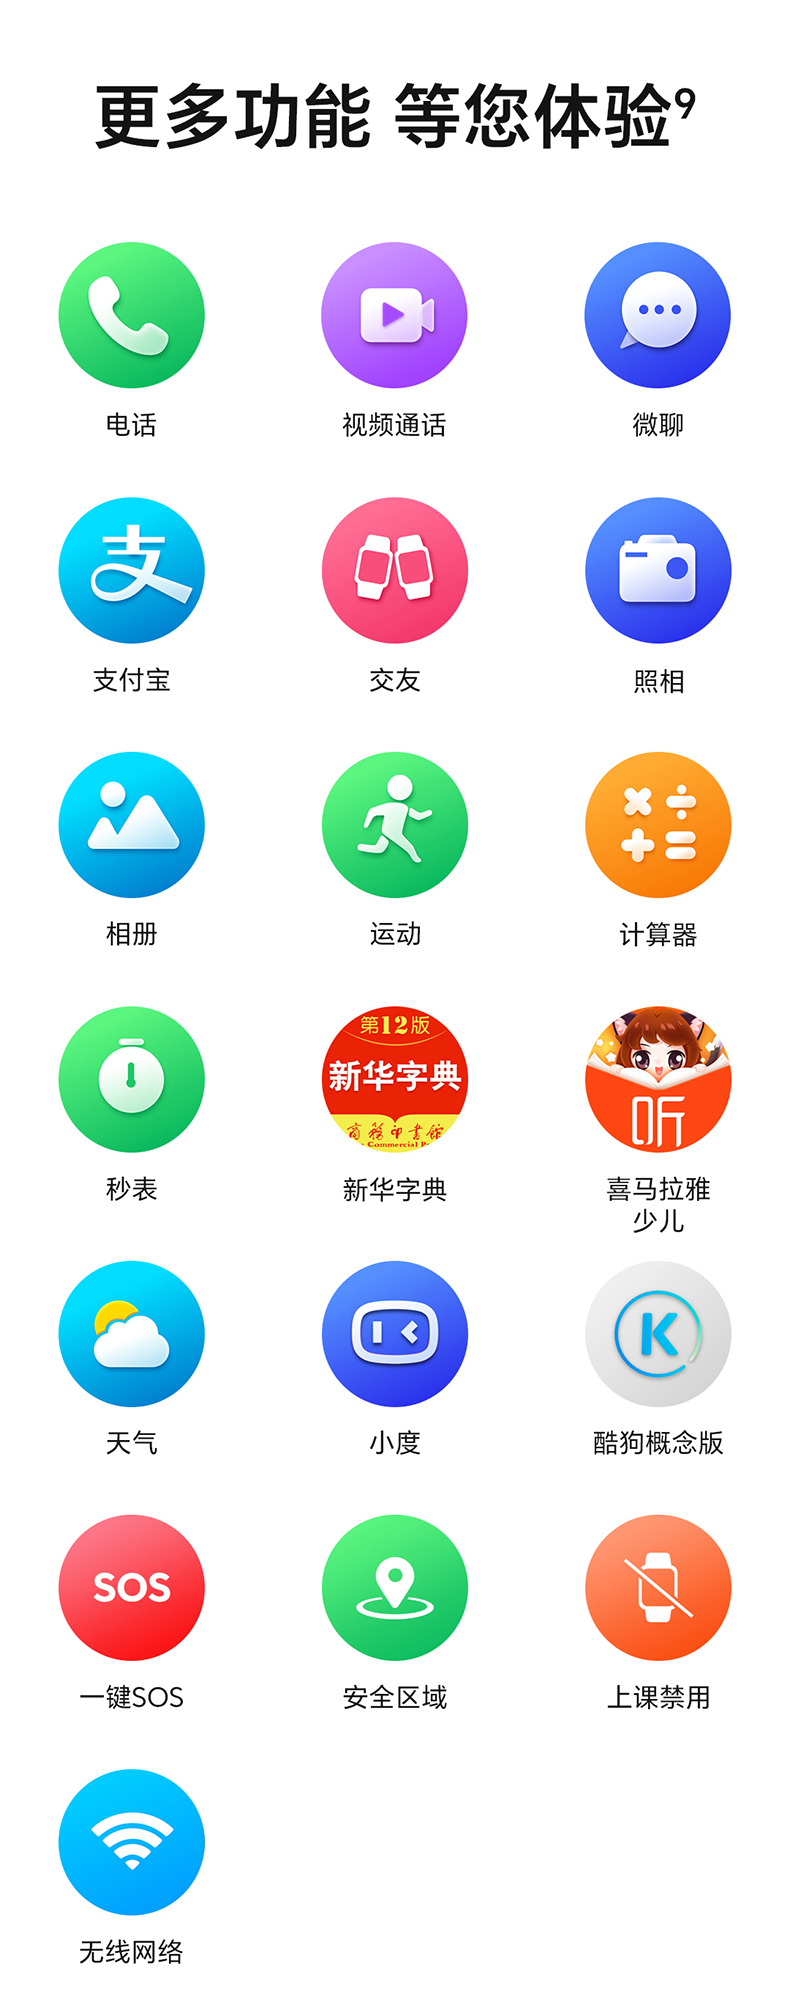 更多功能 等您体验9
电话
视频通话
微聊
支
支付宝
交友
照相
相册
运动
计算器
第12版
新华字典
商務印書館
Commercial P
听
秒表
新华字典
喜马拉雅
少儿
K
天气
小度
酷狗概念版
SOS
一键SOS
安全区域
上课禁用
无线网络